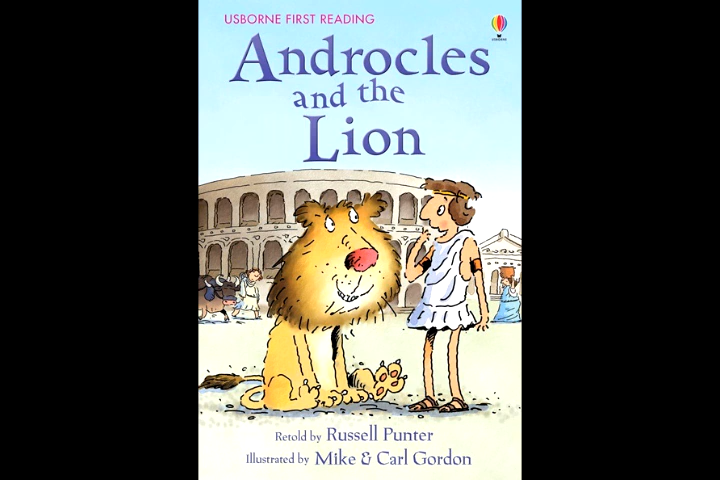 USBORNE FIRST READING
Androcles
and the
Lion
Retold by Russell Punter
Illustrated by Mike & Carl Gordon